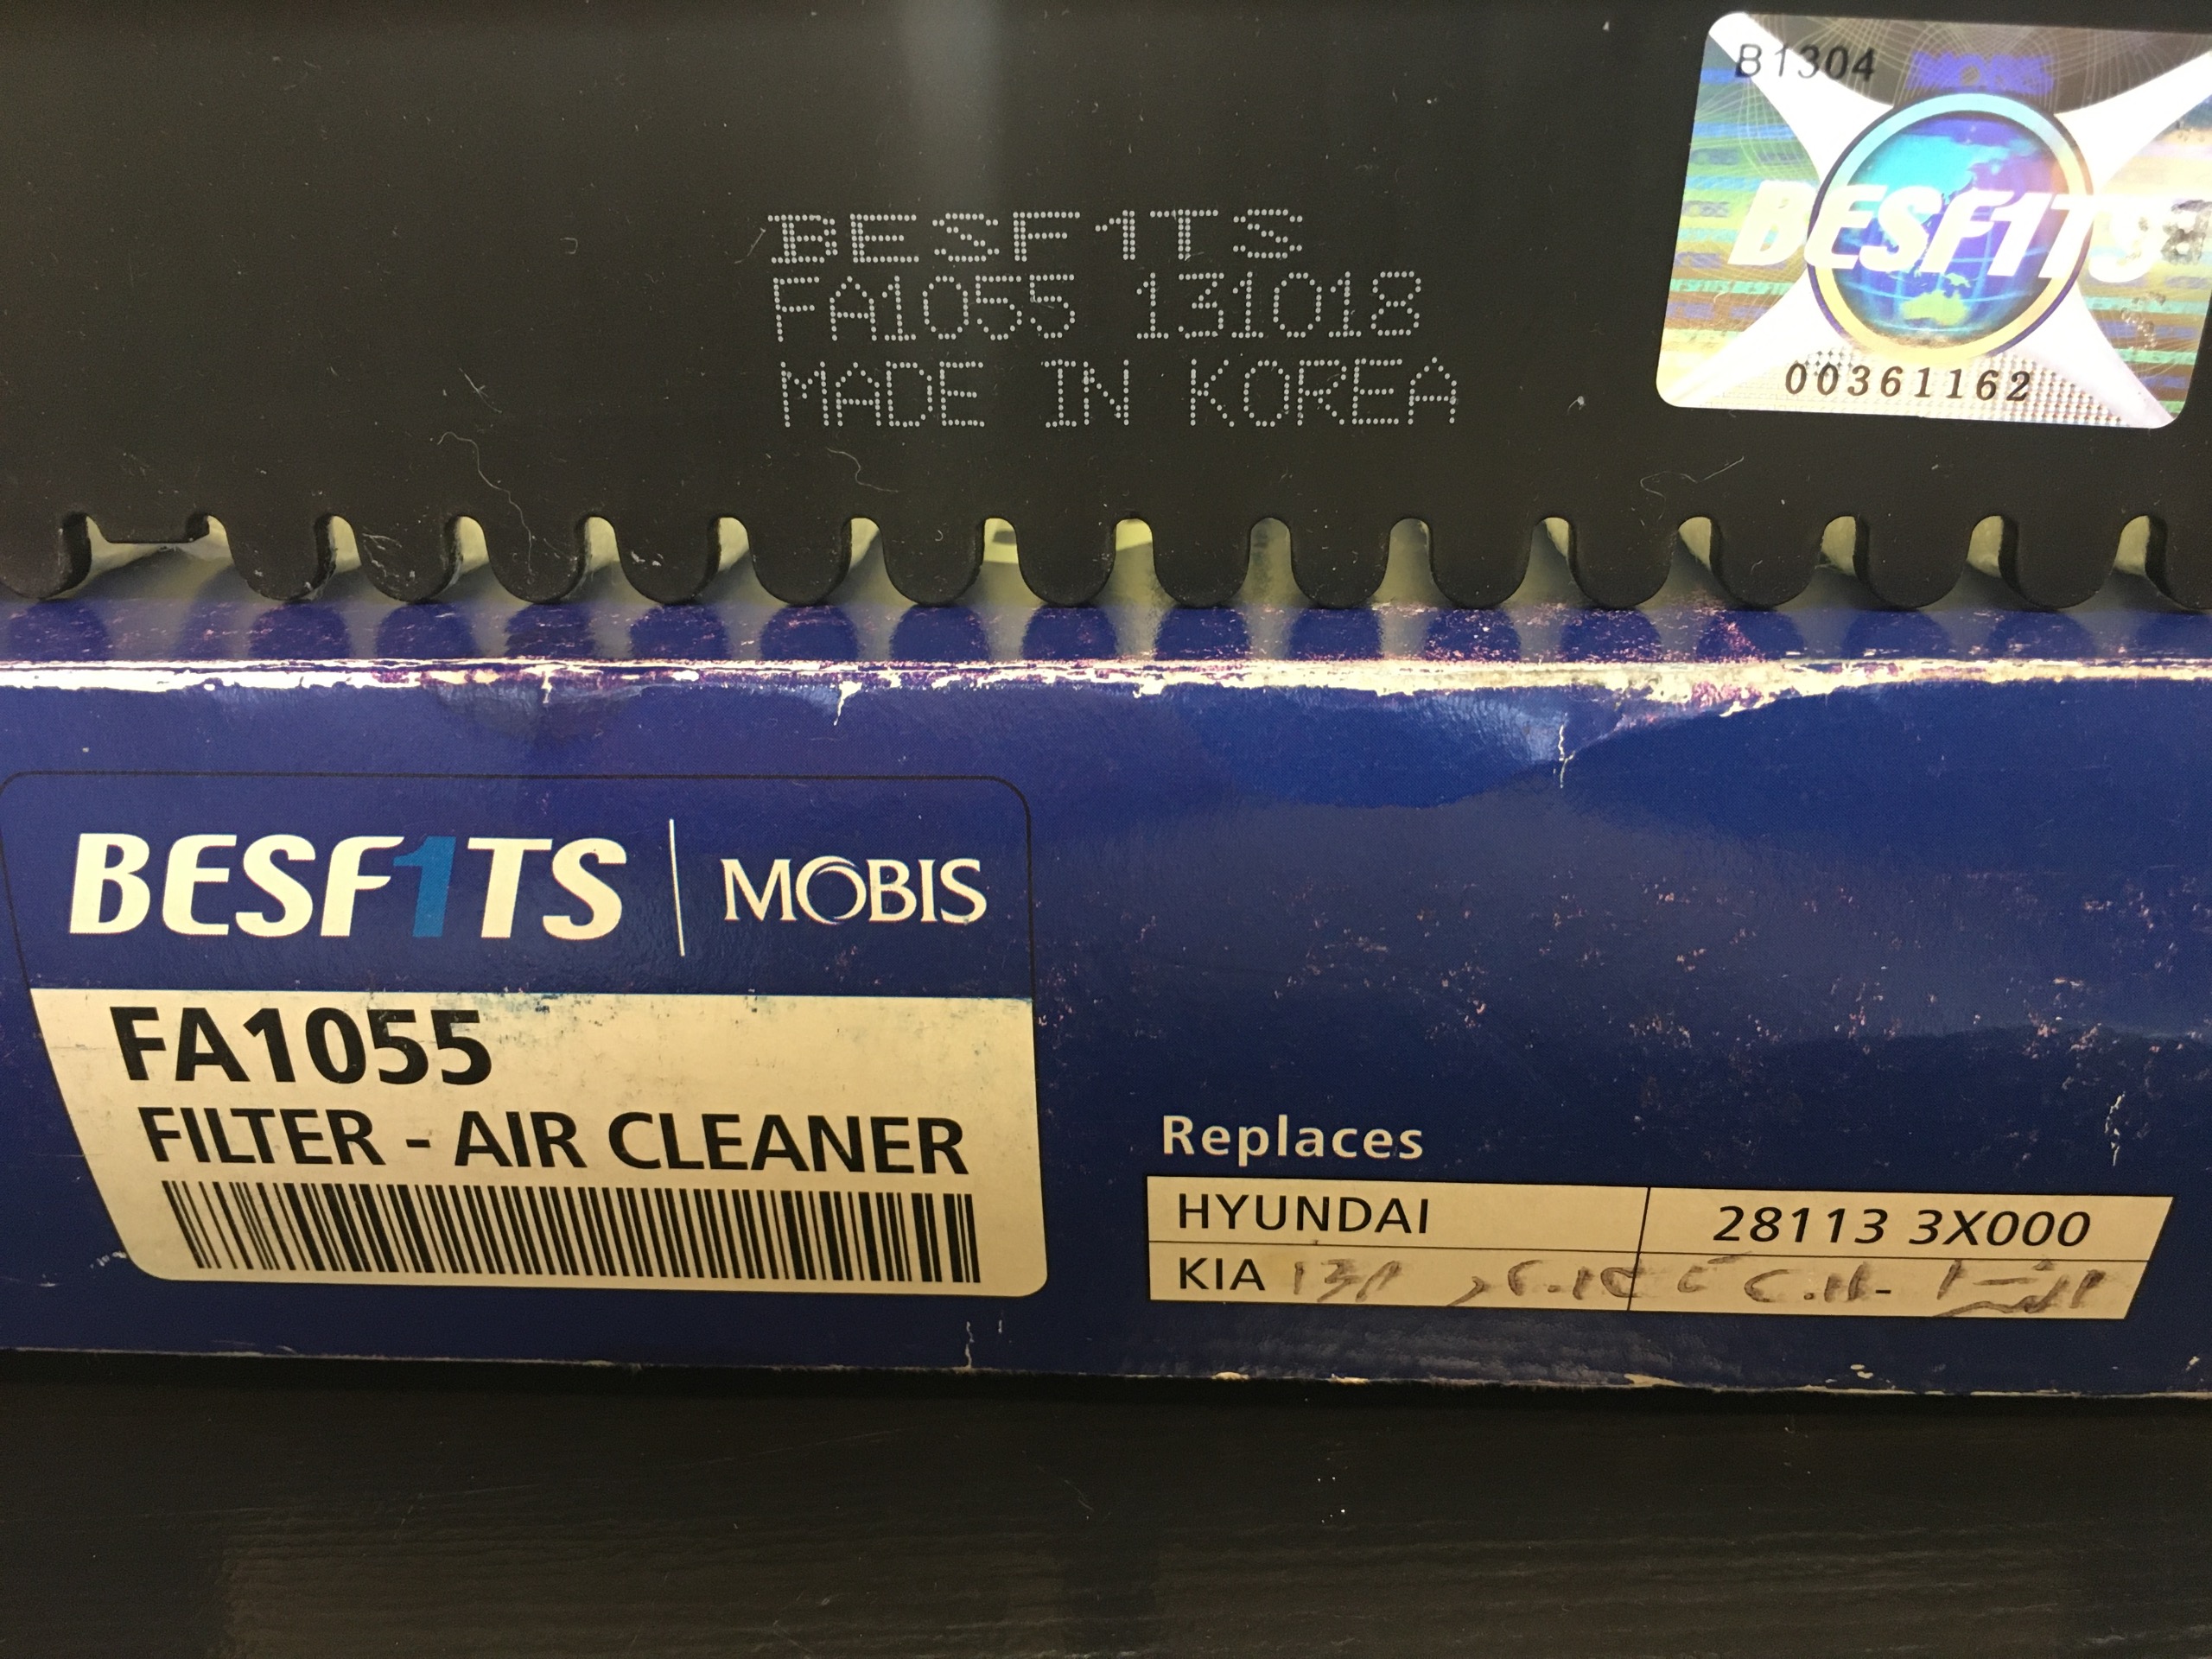 B1304
MOBIS
BESF1TS
00361162
BESF1TS
FA1055 131018
MADE IN KOREA
BESF1TS MOBIS
FA1055
FILTER - AIR CLEANER
Replaces
HYUNDAI 28113 3X000
KIA